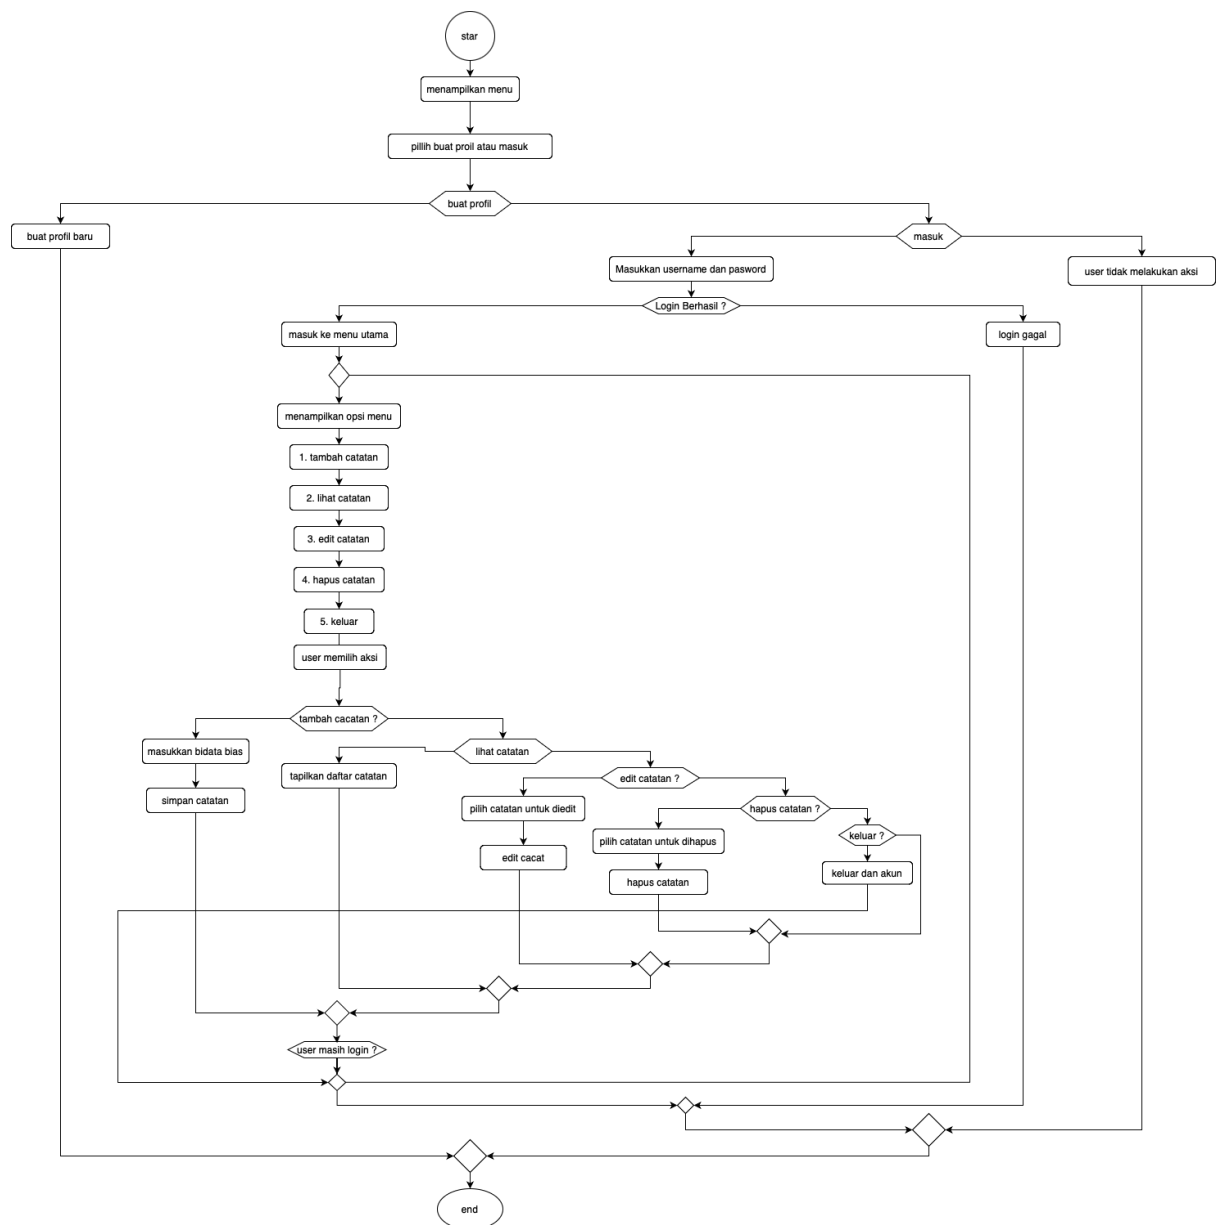 star
menampilkan menu
pillih buat proil atau masuk
buat profil
buat profil baru
masuk
Masukkan username dan pasword
user tidak melakukan aksi
Login Berhasil ?
masuk ke menu utama
login gagal
menampilkan opsi menu
1. tambah catatan
2. lihat catatan
3. edit catatan
4. hapus catatan
5. keluar
user memilih aksi
tambah cacatan ?
masukkan bidata bias
lihat catatan
simpan catatan
tapilkan daftar catatan
edit catatan ?
pilih catatan untuk diedit
hapus catatan ?
edit cacat
pilih catatan untuk dihapus
keluar ?
hapus catatan
keluar dan akun
user masih login ?
end